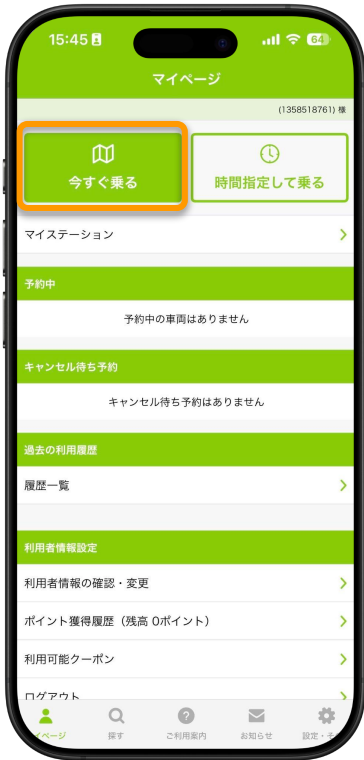 15:45
64
マイページ
(1358518761) 様
今すぐ乗る
時間指定して乗る
マイステーション
予約中
予約中の車両はありません
キャンセル待ち予約
キャンセル待ち予約はありません
過去の利用履歴
履歴一覧
利用者情報設定
利用者情報の確認・変更
ポイント獲得履歴（残高 0ポイント）
利用可能クーポン
ログアウト
イページ
探す
ご利用案内
お知らせ
設定・そ